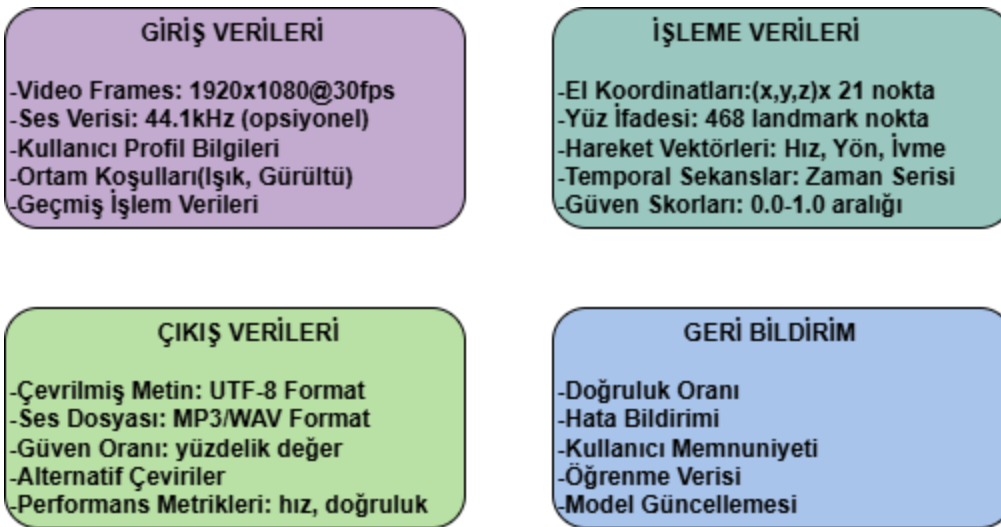 GİRİŞ VERİLERİ
-Video Frames: 1920x1080@30fps
-Ses Verisi: 44.1kHz (opsiyonel)
-Kullanıcı Profil Bilgileri
-Ortam Koşulları(Işık, Gürültü)
-Geçmiş İşlem Verileri
İŞLEME VERİLERİ
-El Koordinatları:(x,y,z)x 21 nokta
-Yüz İfadesi: 468 landmark nokta
-Hareket Vektörleri: Hız, Yön, İvme
-Temporal Sekanslar: Zaman Serisi
-Güven Skorları: 0.0-1.0 aralığı
ÇIKIŞ VERİLERİ
-Çevrilmiş Metin: UTF-8 Format
-Ses Dosyası: MP3/WAV Format
-Güven Oranı: yüzdelik değer
-Alternatif Çeviriler
-Performans Metrikleri: hız, doğruluk
GERİ BİLDİRİM
-Doğruluk Oranı
-Hata Bildirimi
-Kullanıcı Memnuniyeti
-Öğrenme Verisi
-Model Güncellemesi